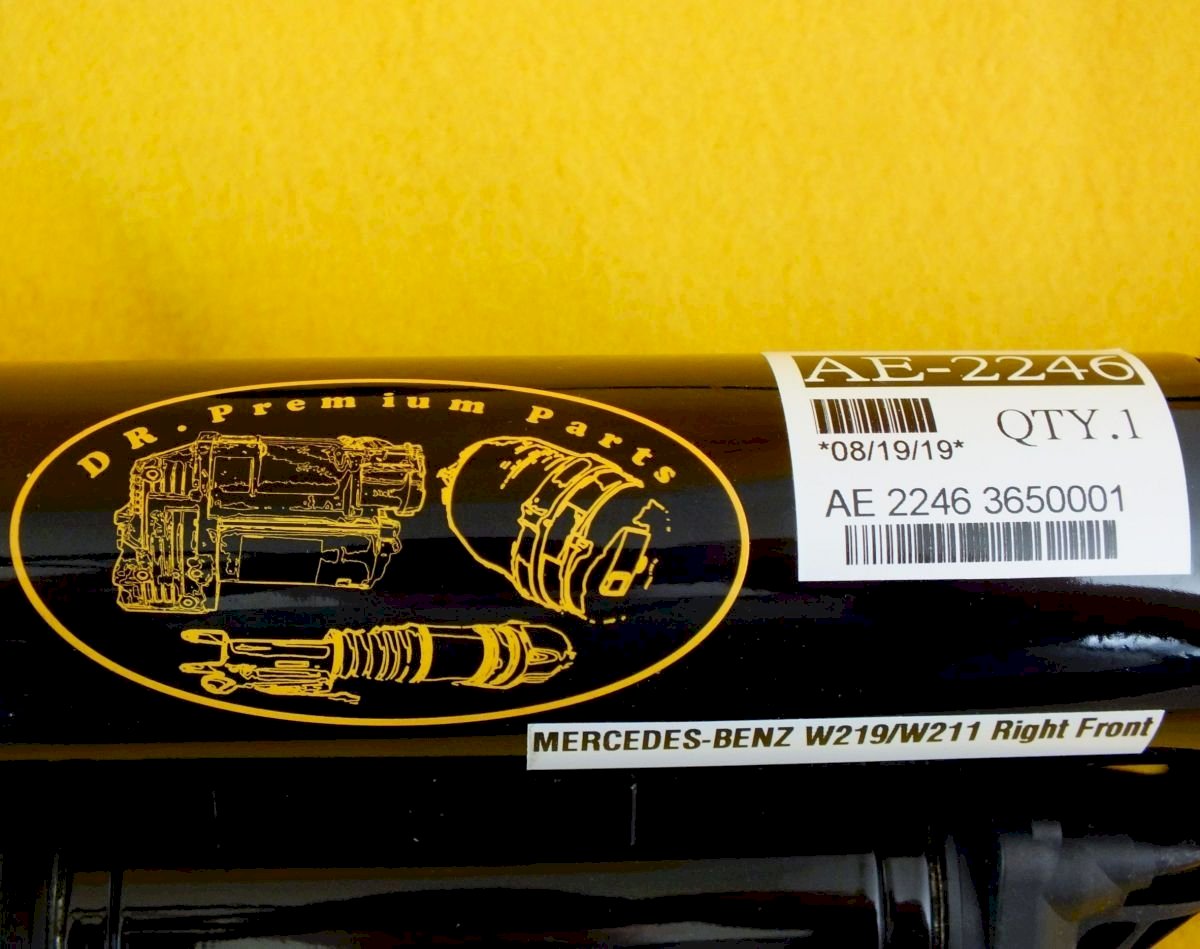 DR. Premium Parts
AE-2246
QTY.1
*08/19/19*
AE 2246 3650001
MERCEDES-BENZ W219/W211 Right Front